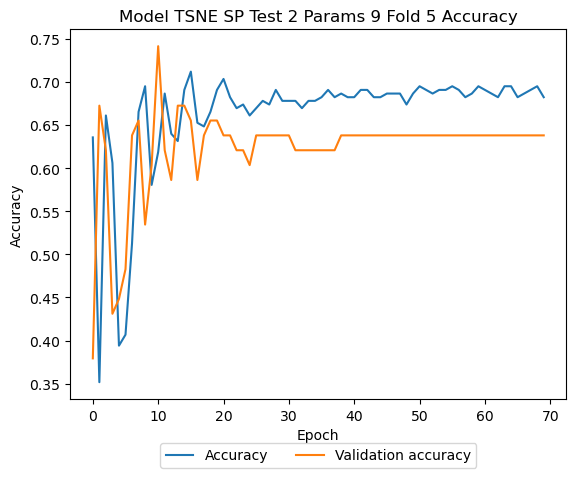 Model TSNE SP Test 2 Params 9 Fold 5 Accuracy
0.75
0.70
0.65
0.60
0.55
0.50
0.45
0.40
0.35
Accuracy
0 10 20 30 40 50 60 70
Epoch
Accuracy Validation accuracy